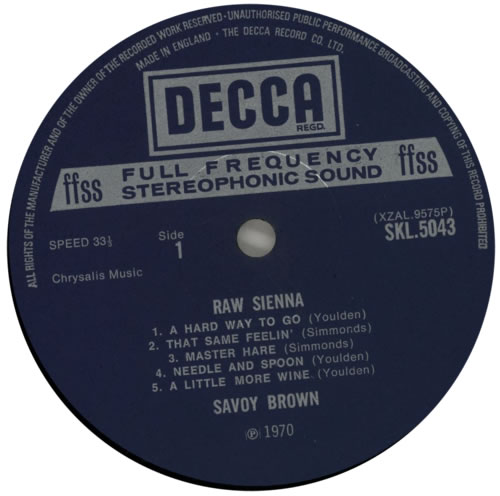 ALL RIGHTS OF THE MANUFACTURER AND OF THE OWNER OF THE RECORDED WORK RESERVED · UNAUTHORISED PUBLIC PERFORMANCE BROADCASTING AND COPYING OF THIS RECORD PROHIBITED
MADE IN ENGLAND · THE DECCA RECORD CO. LTD.
DECCA
REGD.
ffss FULL FREQUENCY ffss
STEREOPHONIC SOUND
SPEED 33⅓
Side
1
(XZAL.9575P)
SKL.5043
Chrysalis Music
RAW SIENNA
1. A HARD WAY TO GO (Youlden)
2. THAT SAME FEELIN' (Simmonds)
3. MASTER HARE (Simmonds)
4. NEEDLE AND SPOON (Youlden)
5. A LITTLE MORE WINE (Youlden)
SAVOY BROWN
℗ 1970